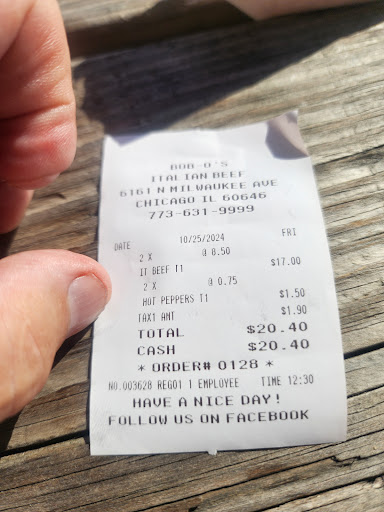 BOB-O'S
ITALIAN BEEF
6161 N MILWAUKEE AVE
CHICAGO IL 60646
773-631-9999
DATE 10/25/2024 FRI
2 X @ 8.50
IT BEEF T1 $17.00
2 X @ 0.75
HOT PEPPERS T1 $1.50
TAX1 AMT $1.90
TOTAL $20.40
CASH $20.40
* ORDER# 0128 *
NO.003628 REG01 1 EMPLOYEE TIME 12:30
HAVE A NICE DAY!
FOLLOW US ON FACEBOOK